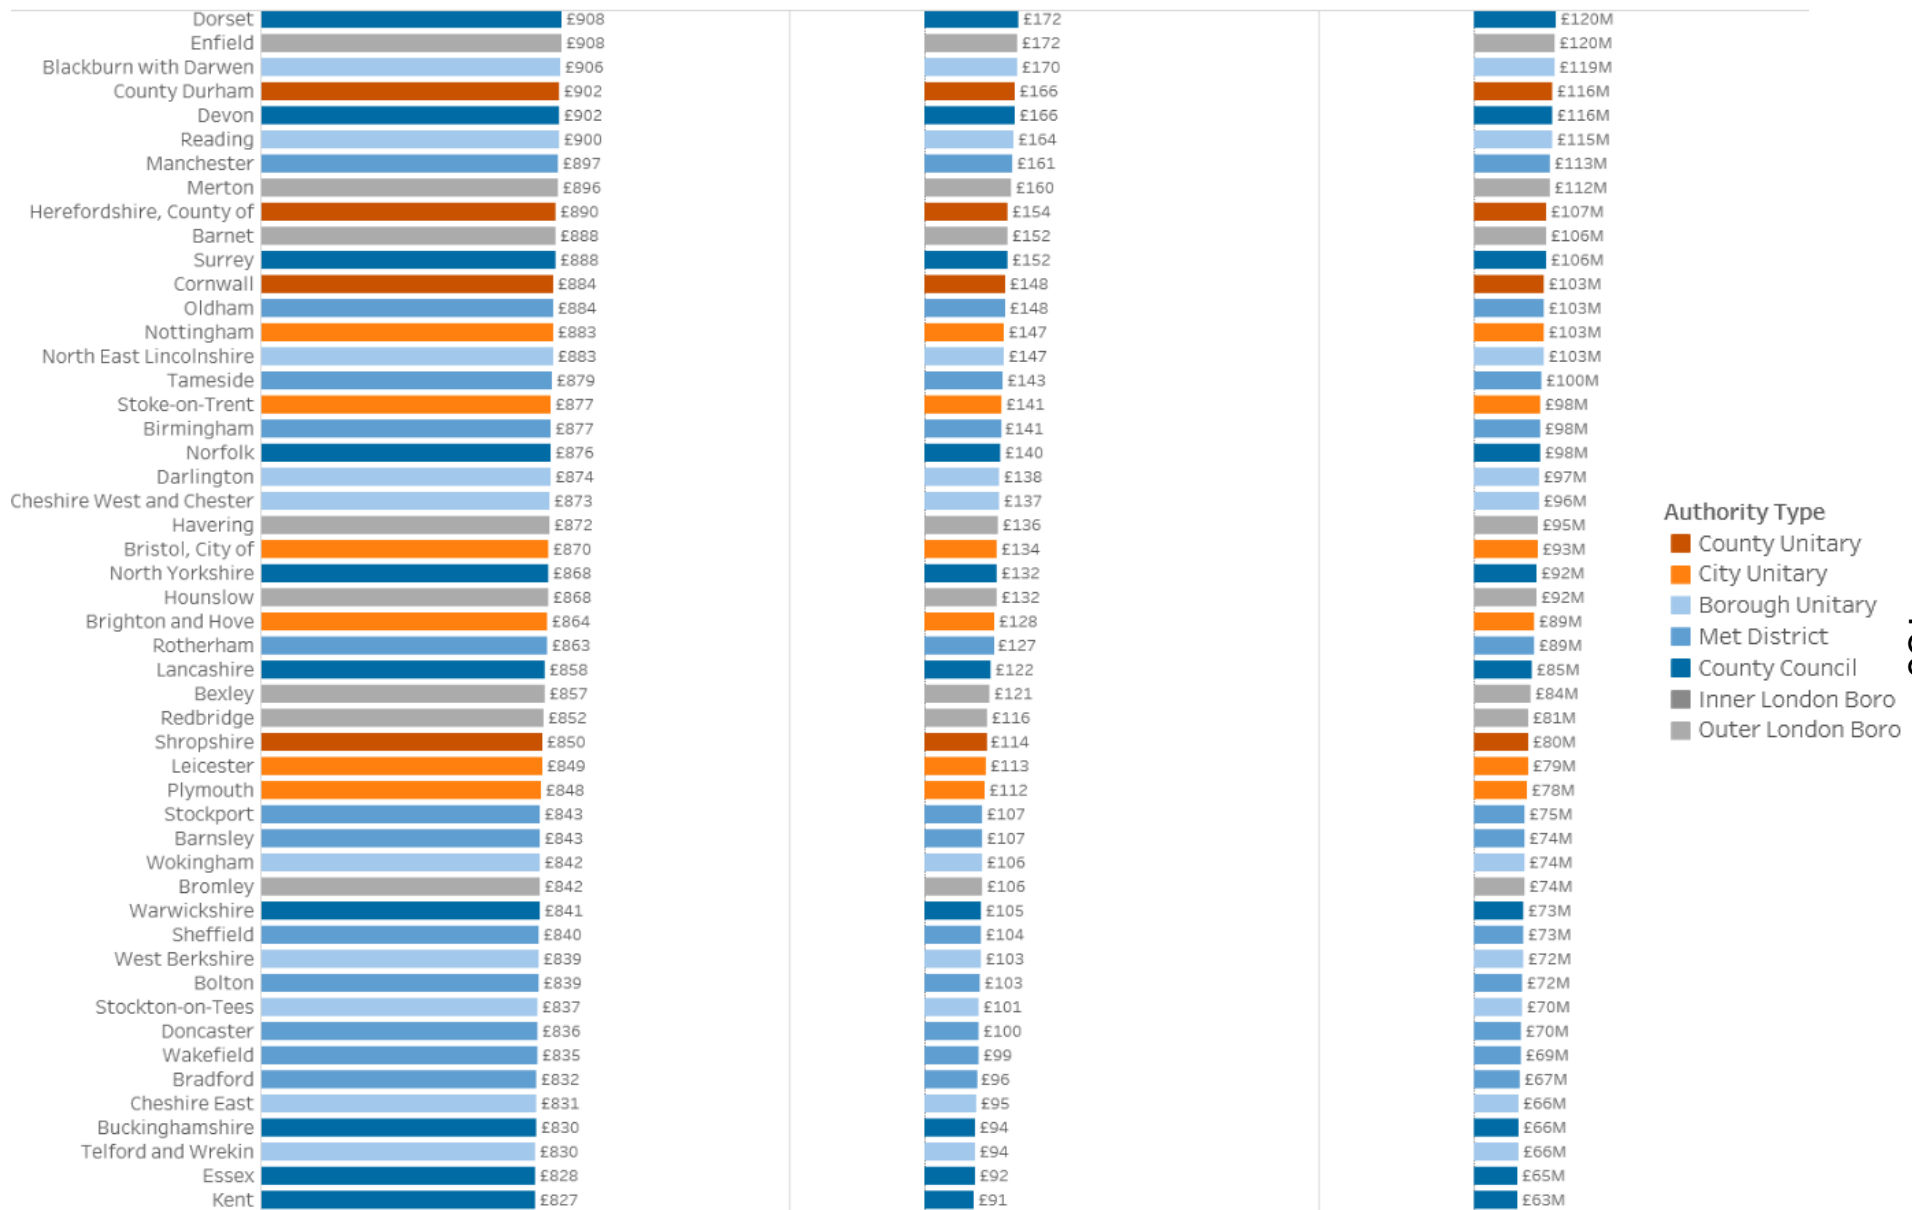 Dorset £908 £172 £120M
Enfield £908 £172 £120M
Blackburn with Darwen £906 £170 £119M
County Durham £902 £166 £116M
Devon £902 £166 £116M
Reading £900 £164 £115M
Manchester £897 £161 £113M
Merton £896 £160 £112M
Herefordshire, County of £890 £154 £107M
Barnet £888 £152 £106M
Surrey £888 £152 £106M
Cornwall £884 £148 £103M
Oldham £884 £148 £103M
Nottingham £883 £147 £103M
North East Lincolnshire £883 £147 £103M
Tameside £879 £143 £100M
Stoke-on-Trent £877 £141 £98M
Birmingham £877 £141 £98M
Norfolk £876 £140 £98M
Darlington £874 £138 £97M
Cheshire West and Chester £873 £137 £96M
Havering £872 £136 £95M
Bristol, City of £870 £134 £93M
North Yorkshire £868 £132 £92M
Hounslow £868 £132 £92M
Brighton and Hove £864 £128 £89M
Rotherham £863 £127 £89M
Lancashire £858 £122 £85M
Bexley £857 £121 £84M
Redbridge £852 £116 £81M
Shropshire £850 £114 £80M
Leicester £849 £113 £79M
Plymouth £848 £112 £78M
Stockport £843 £107 £75M
Barnsley £843 £107 £74M
Wokingham £842 £106 £74M
Bromley £842 £106 £74M
Warwickshire £841 £105 £73M
Sheffield £840 £104 £73M
West Berkshire £839 £103 £72M
Bolton £839 £103 £72M
Stockton-on-Tees £837 £101 £70M
Doncaster £836 £100 £70M
Wakefield £835 £99 £69M
Bradford £832 £96 £67M
Cheshire East £831 £95 £66M
Buckinghamshire £830 £94 £66M
Telford and Wrekin £830 £94 £66M
Essex £828 £92 £65M
Kent £827 £91 £63M
Authority Type
County Unitary
City Unitary
Borough Unitary
Met District
County Council
Inner London Boro
Outer London Boro